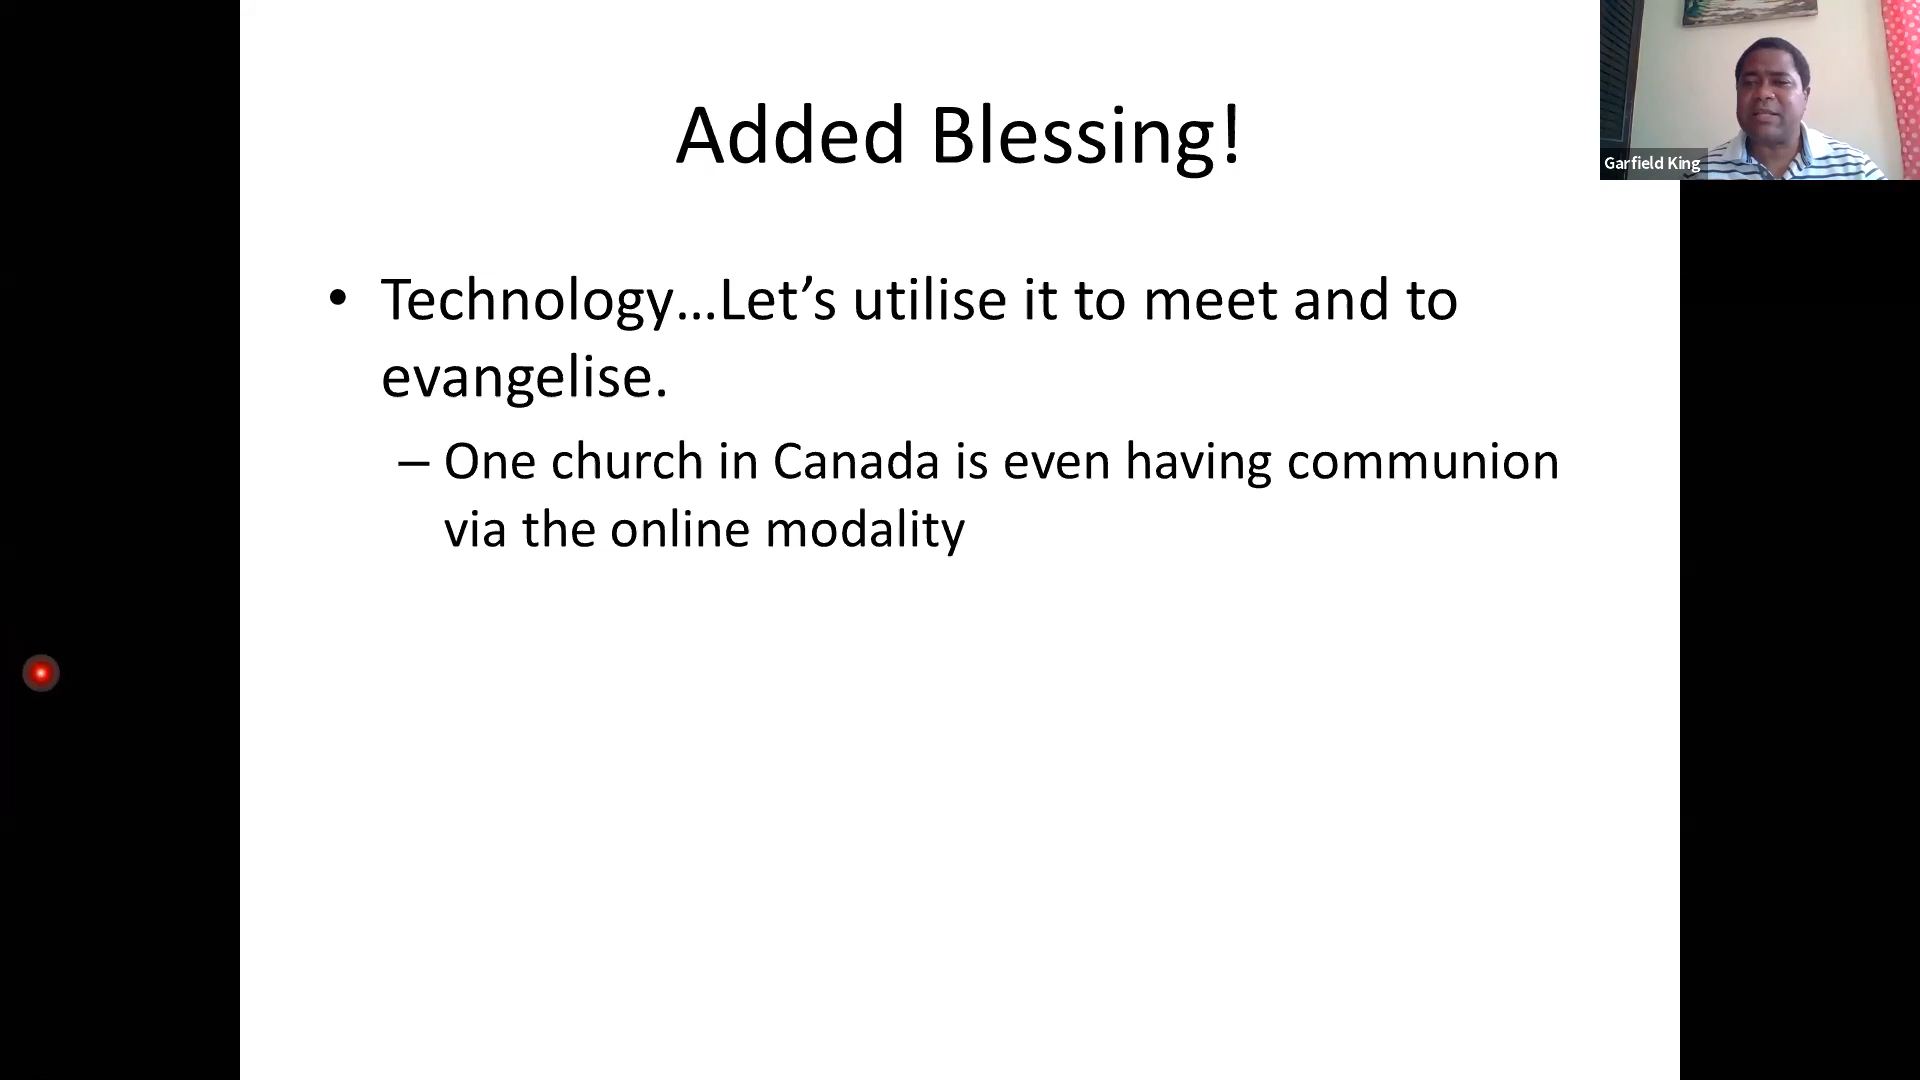 Added Blessing!
• Technology…Let’s utilise it to meet and to
evangelise.
– One church in Canada is even having communion
via the online modality
Garfield King